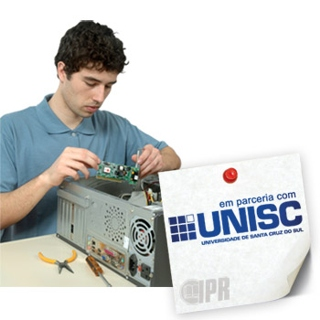 em parceria com
UNISC
UNIVERSIDADE DE SANTA CRUZ DO SUL
IPR